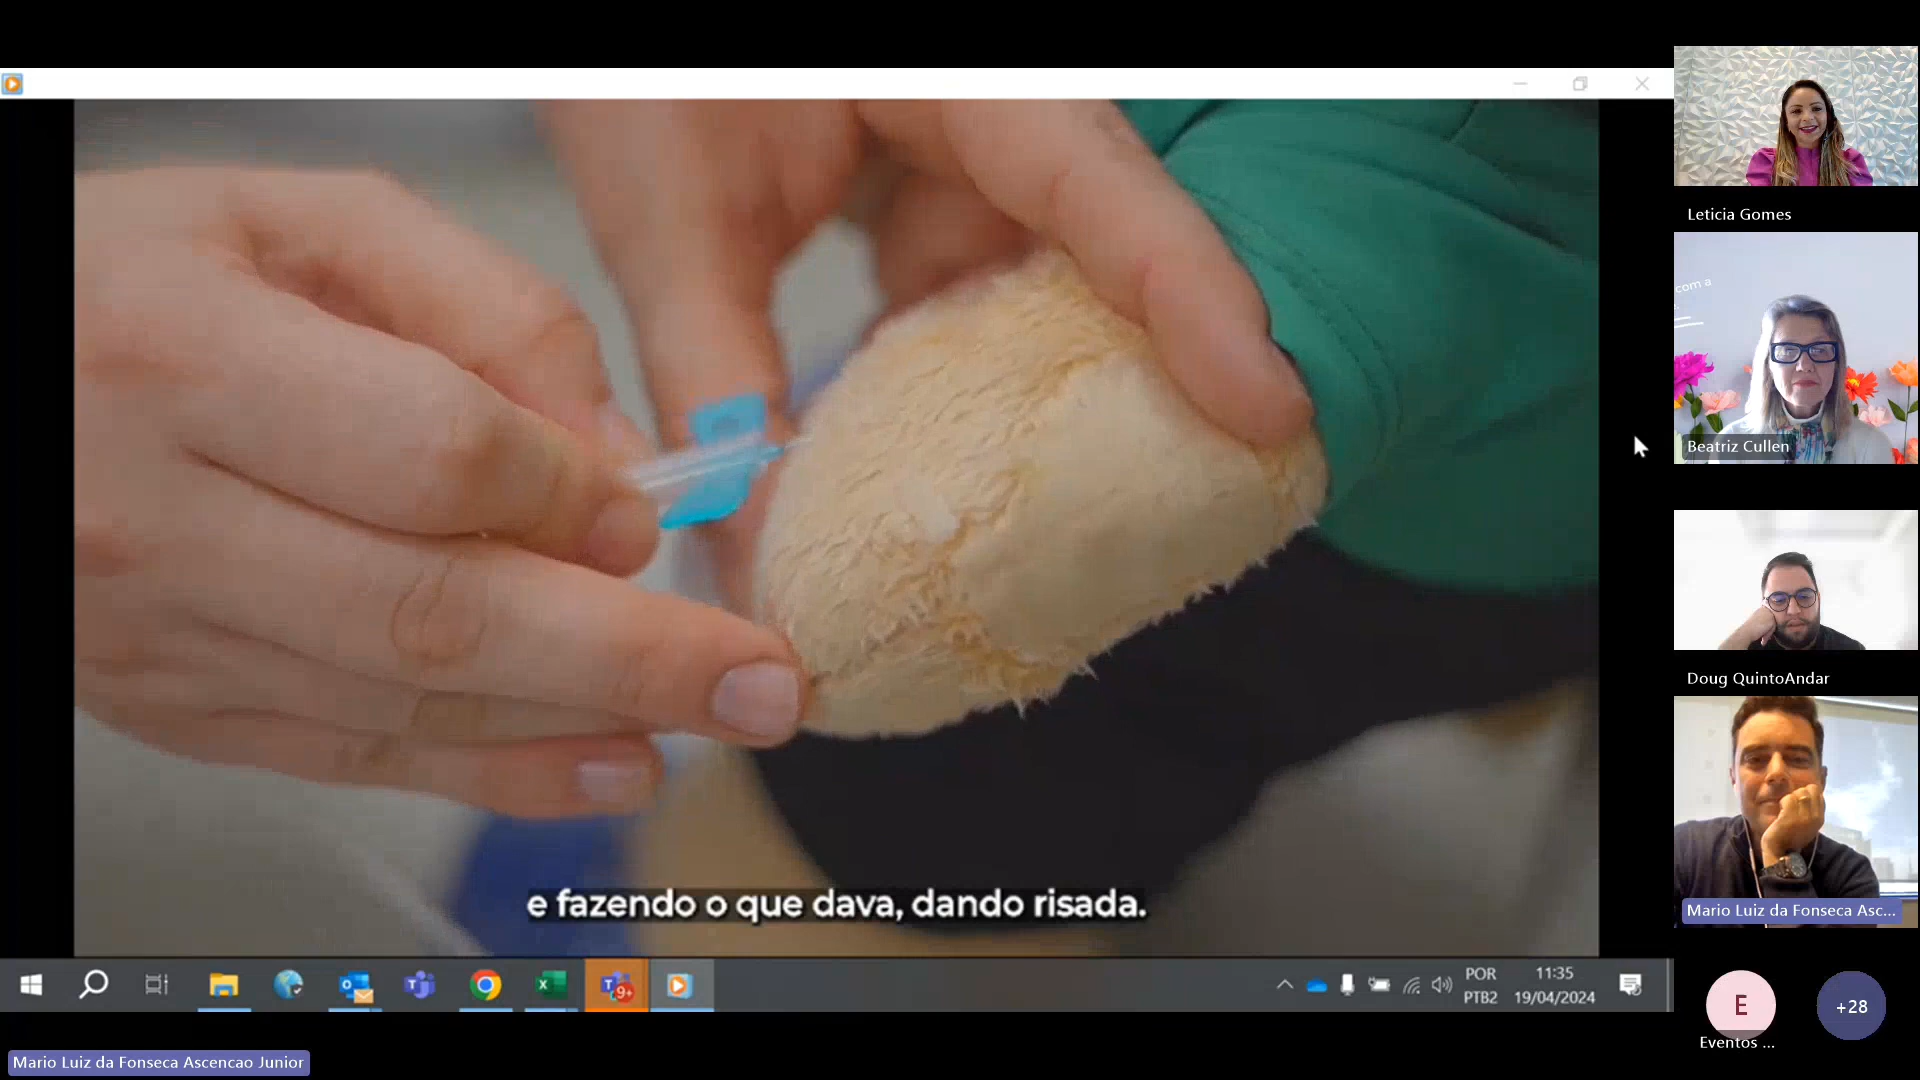 Leticia Gomes
com a
Beatriz Cullen
Doug QuintoAndar
Mario Luiz da Fonseca Asc...
e fazendo o que dava, dando risada.
9+
POR
PTB2
11:35
19/04/2024
E
+28
Eventos ...
Mario Luiz da Fonseca Ascencao Junior